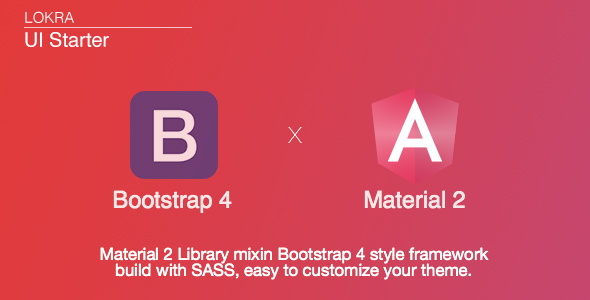 LOKRA
UI Starter
B
X
A
Bootstrap 4
Material 2
Material 2 Library mixin Bootstrap 4 style framework
build with SASS, easy to customize your theme.